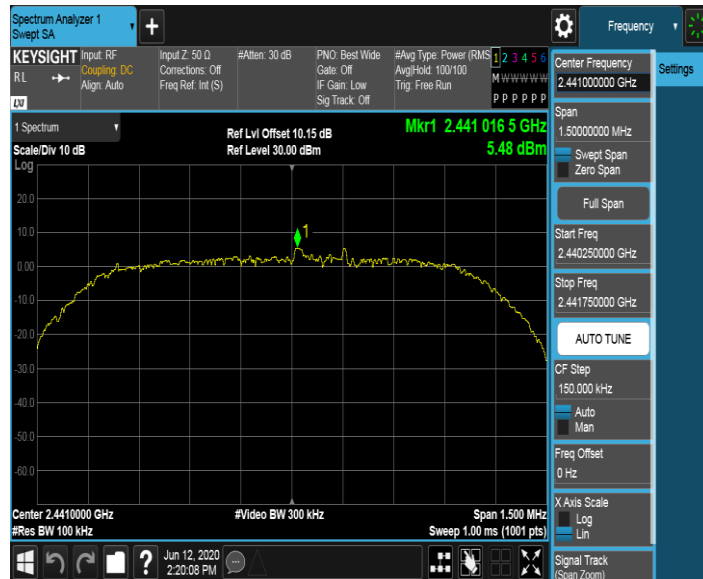 Spectrum Analyzer 1
Swept SA
+
Frequency
KEYSIGHT
RL
LXI
Input: RF
Coupling: DC
Align: Auto
Input Z: 50 Ω
Corrections: Off
Freq Ref: Int (S)
#Atten: 30 dB
PNO: Best Wide
Gate: Off
IF Gain: Low
Sig Track: Off
#Avg Type: Power (RMS
Avg|Hold: 100/100
Trig: Free Run
1 2 3 4 5 6
M W W W W W
P P P P P P
1 Spectrum
Scale/Div 10 dB
Log
Ref Lvl Offset 10.15 dB
Ref Level 30.00 dBm
Mkr1 2.441 016 5 GHz
5.48 dBm
20.0
10.0
0.00
-10.0
-20.0
-30.0
-40.0
-50.0
-60.0
1
Center 2.4410000 GHz
#Res BW 100 kHz
#Video BW 300 kHz
Span 1.500 MHz
Sweep 1.00 ms (1001 pts)
?
Jun 12, 2020
2:20:08 PM
Center Frequency
2.441000000 GHz
Span
1.50000000 MHz
Swept Span
Zero Span
Full Span
Start Freq
2.440250000 GHz
Stop Freq
2.441750000 GHz
AUTO TUNE
CF Step
150.000 kHz
Auto
Man
Freq Offset
0 Hz
X Axis Scale
Log
Lin
Signal Track
(Span Zoom)
Settings